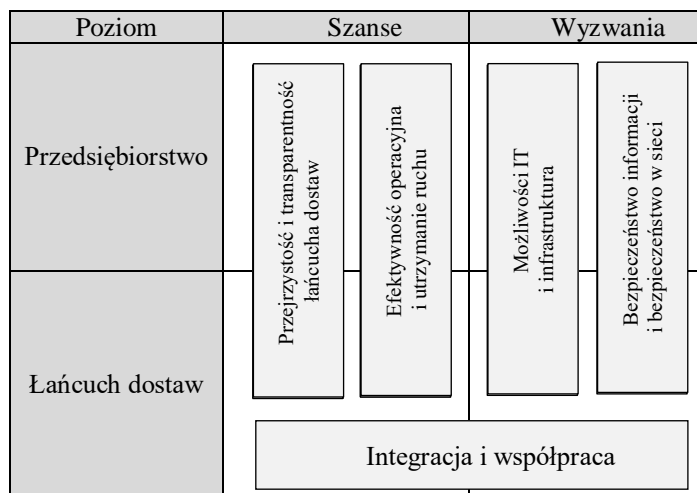 Poziom
Szanse
Wyzwania
Przedsiębiorstwo
Przejrzystość i transparentność
łańcucha dostaw
Efektywność operacyjna
i utrzymanie ruchu
Możliwości IT
i infrastruktura
Bezpieczeństwo informacji
i bezpieczeństwo w sieci
Łańcuch dostaw
Integracja i współpraca